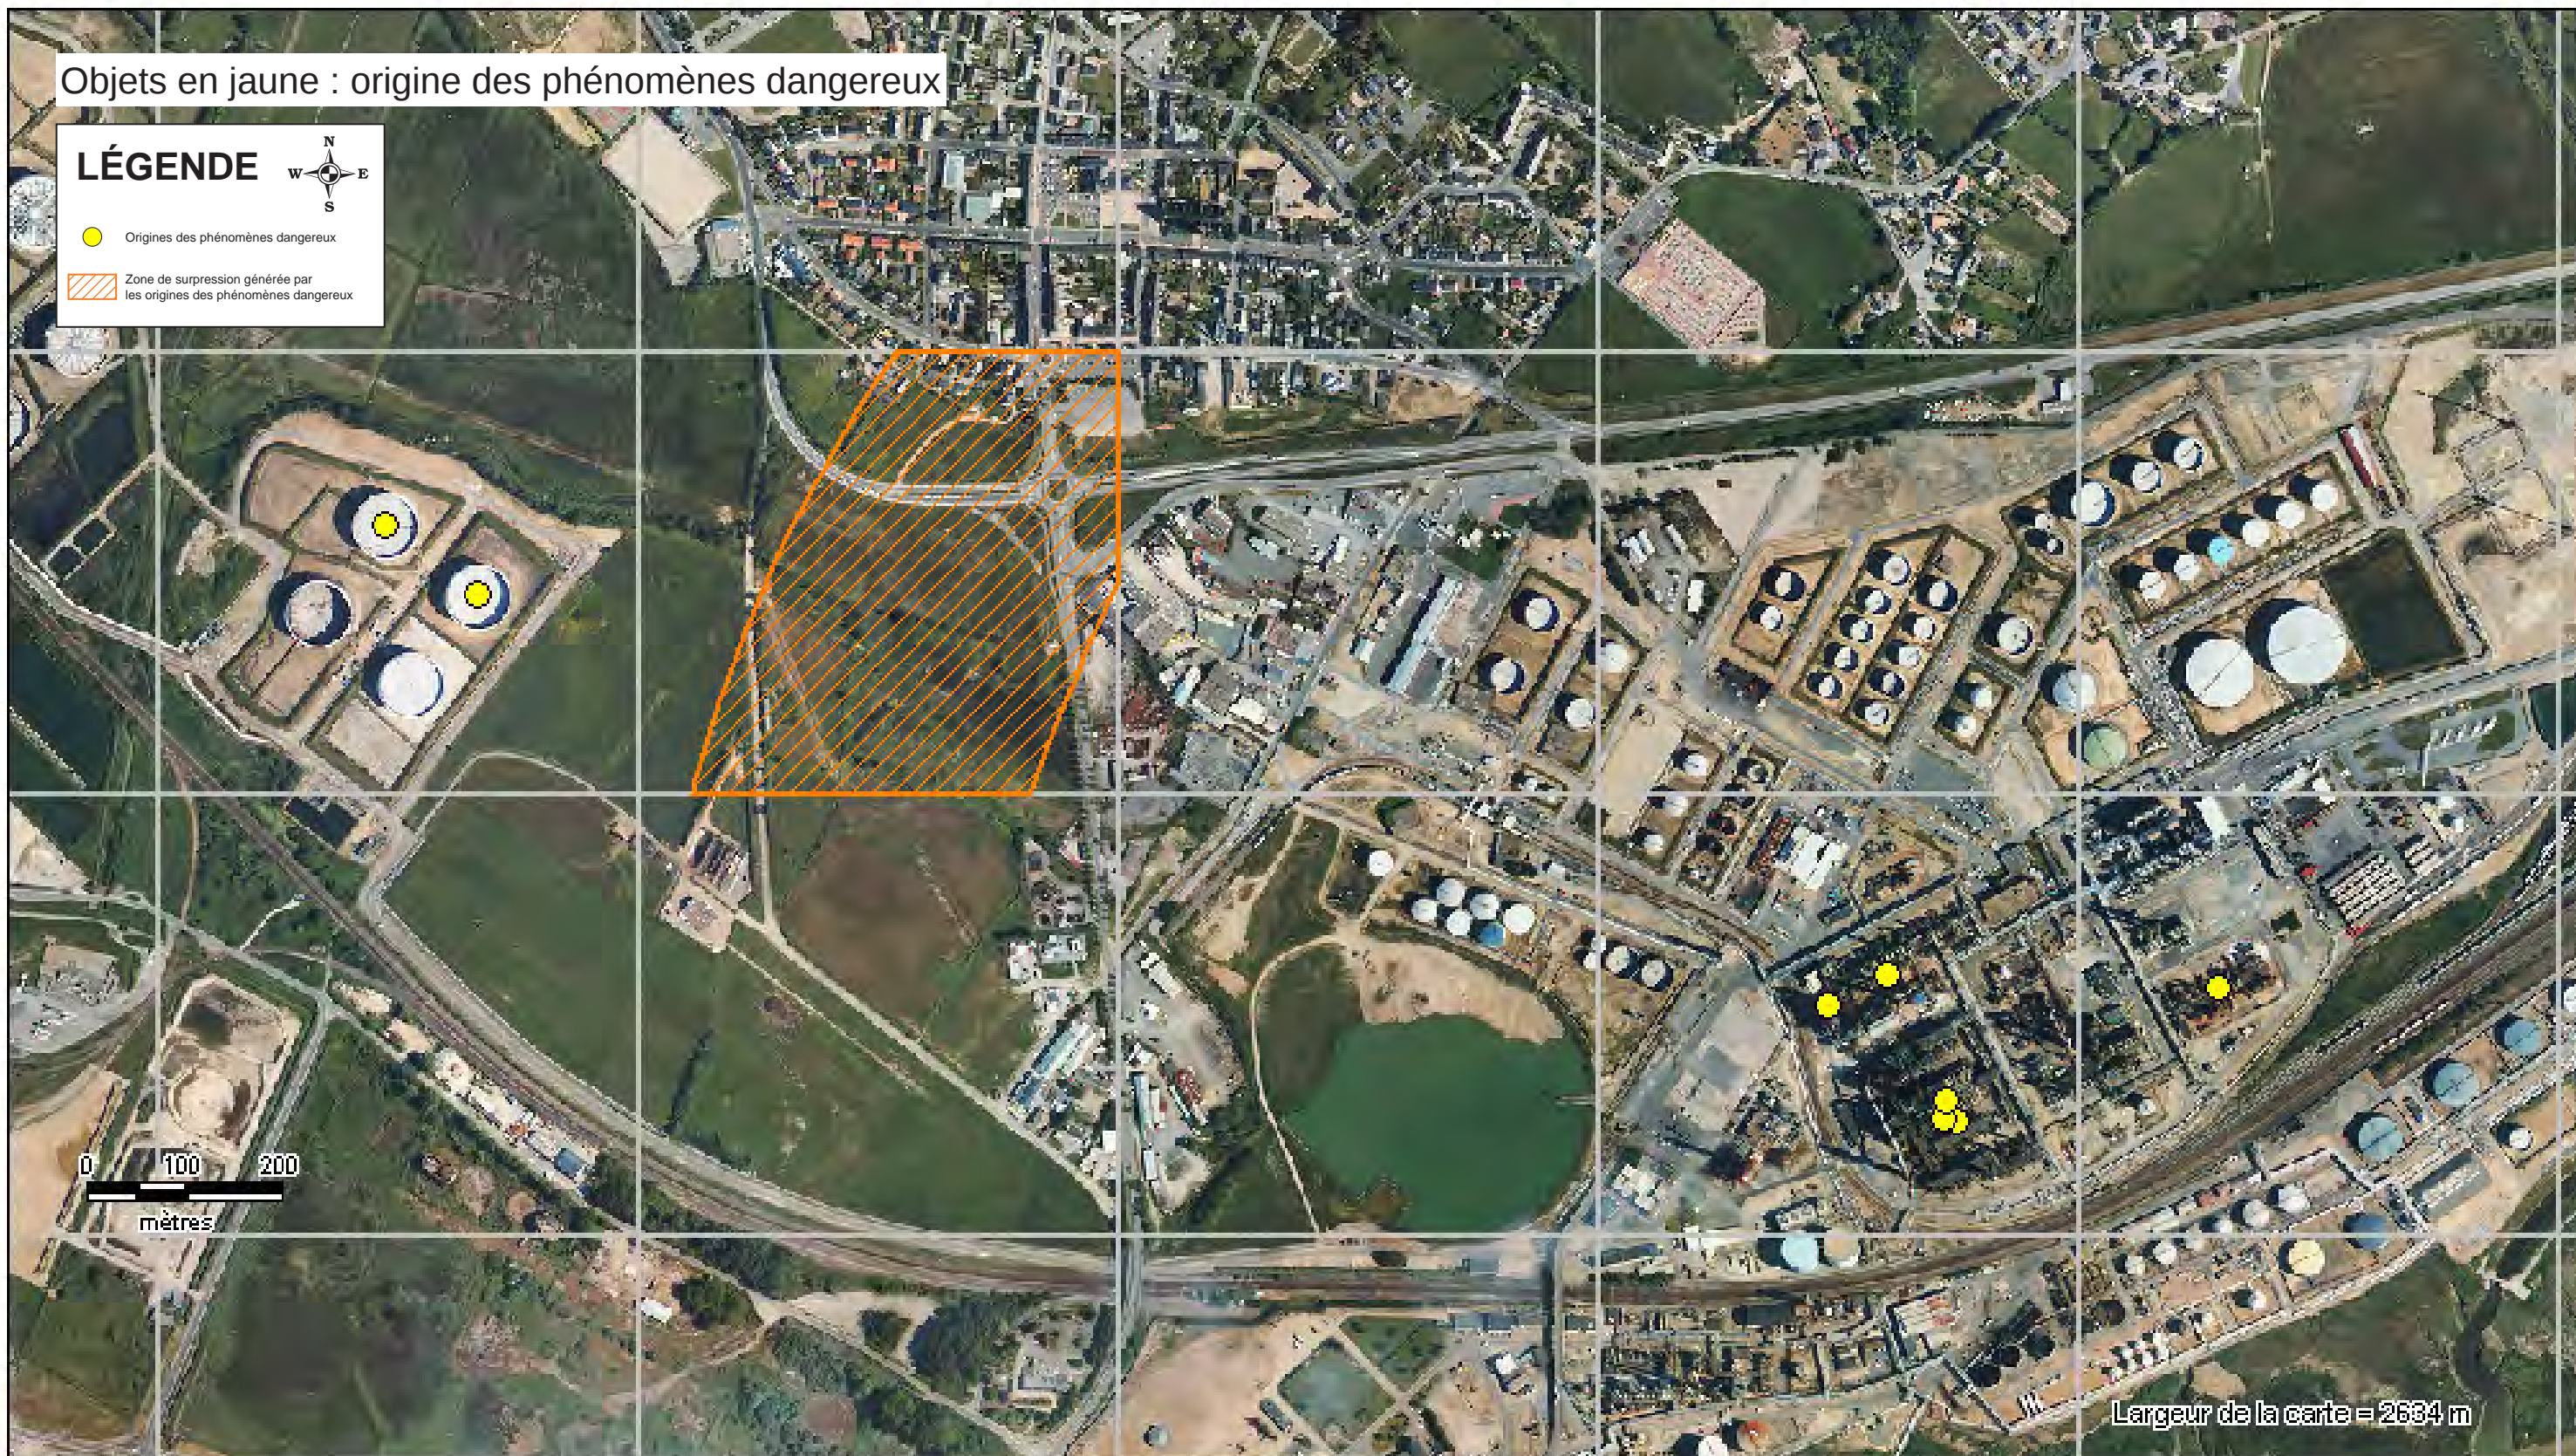 Objets en jaune : origine des phénomènes dangereux
LÉGENDE
N
W E
S
Origines des phénomènes dangereux
Zone de surpression générée par
les origines des phénomènes dangereux
0 100 200
mètres
Largeur de la carte = 2634 m